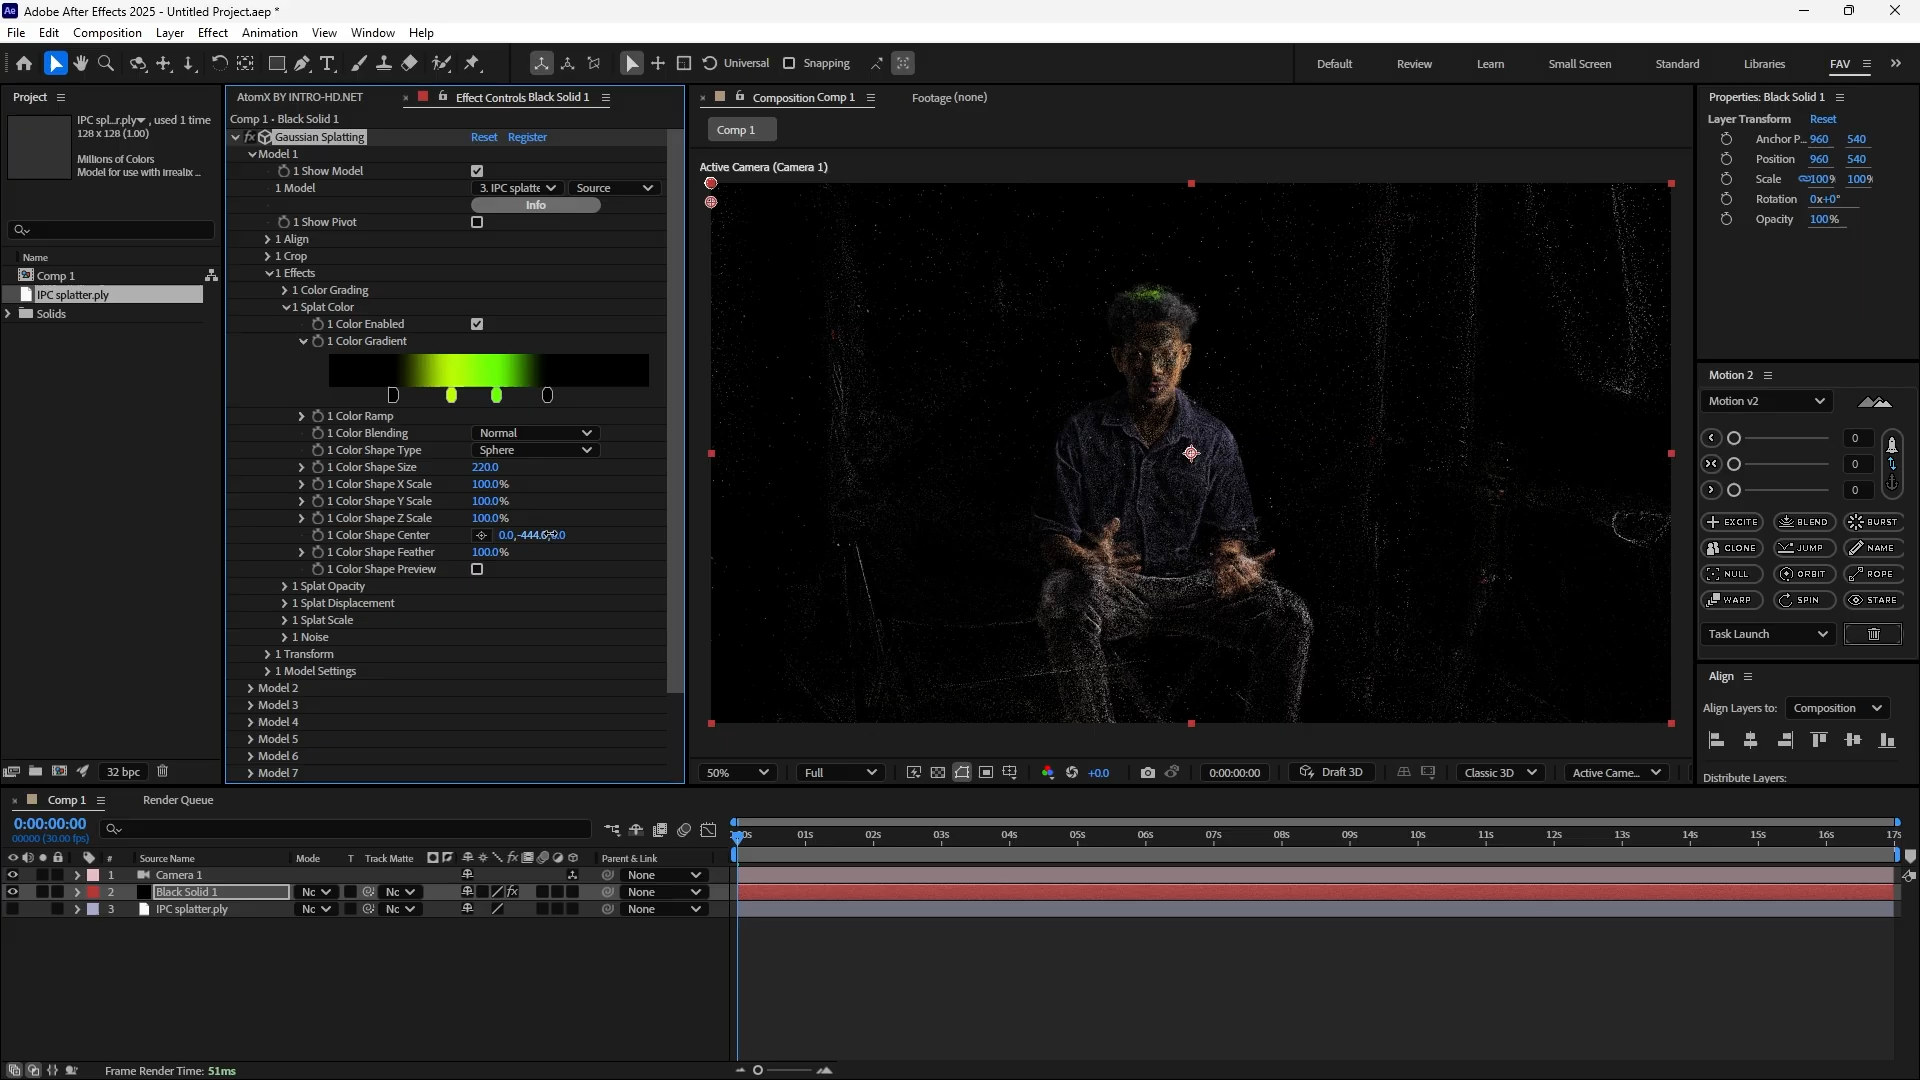 Adobe After Effects 2025 - Untitled Project.aep *
File Edit Composition Layer Effect Animation View Window Help
Universal Snapping Default Review Learn Small Screen Standard Libraries FAV
Project
IPC spl...r.ply, used 1 time
128 x 128 (1.00)
Millions of Colors
Model for use with irrealix ...
Name
Comp 1
IPC splatter.ply
Solids
32 bpc
AtomX BY INTRO-HD.NET Effect Controls Black Solid 1
Comp 1 • Black Solid 1
Gaussian Splatting Reset Register
Model 1
1 Show Model
1 Model 3. IPC splatte Source
Info
1 Show Pivot
1 Align
1 Crop
1 Effects
1 Color Grading
1 Splat Color
1 Color Enabled
1 Color Gradient
1 Color Ramp
1 Color Blending Normal
1 Color Shape Type Sphere
1 Color Shape Size 220.0
1 Color Shape X Scale 100.0%
1 Color Shape Y Scale 100.0%
1 Color Shape Z Scale 100.0%
1 Color Shape Center 0.0,-444.0,0.0
1 Color Shape Feather 100.0%
1 Color Shape Preview
1 Splat Opacity
1 Splat Displacement
1 Splat Scale
1 Noise
1 Transform
1 Model Settings
Model 2
Model 3
Model 4
Model 5
Model 6
Model 7
Composition Comp 1 Footage (none)
Comp 1
Active Camera (Camera 1)
50% Full +0.0 0:00:00:00 Draft 3D Classic 3D Active Came...
Properties: Black Solid 1
Layer Transform Reset
Anchor P... 960 540
Position 960 540
Scale 100% 100%
Rotation 0x+0°
Opacity 100%
Motion 2
Motion v2
0
0
0
EXCITE BLEND BURST
CLONE JUMP NAME
NULL ORBIT ROPE
WARP SPIN STARE
Task Launch
Align
Align Layers to: Composition
Distribute Layers:
Comp 1 Render Queue
0:00:00:00
00000 (30.00 fps)
# Source Name Mode T Track Matte Parent & Link
1 Camera 1 None
2 Black Solid 1 Nc Nc None
3 IPC splatter.ply Nc Nc None
01s 02s 03s 04s 05s 06s 07s 08s 09s 10s 11s 12s 13s 14s 15s 16s 17s
Frame Render Time: 51ms